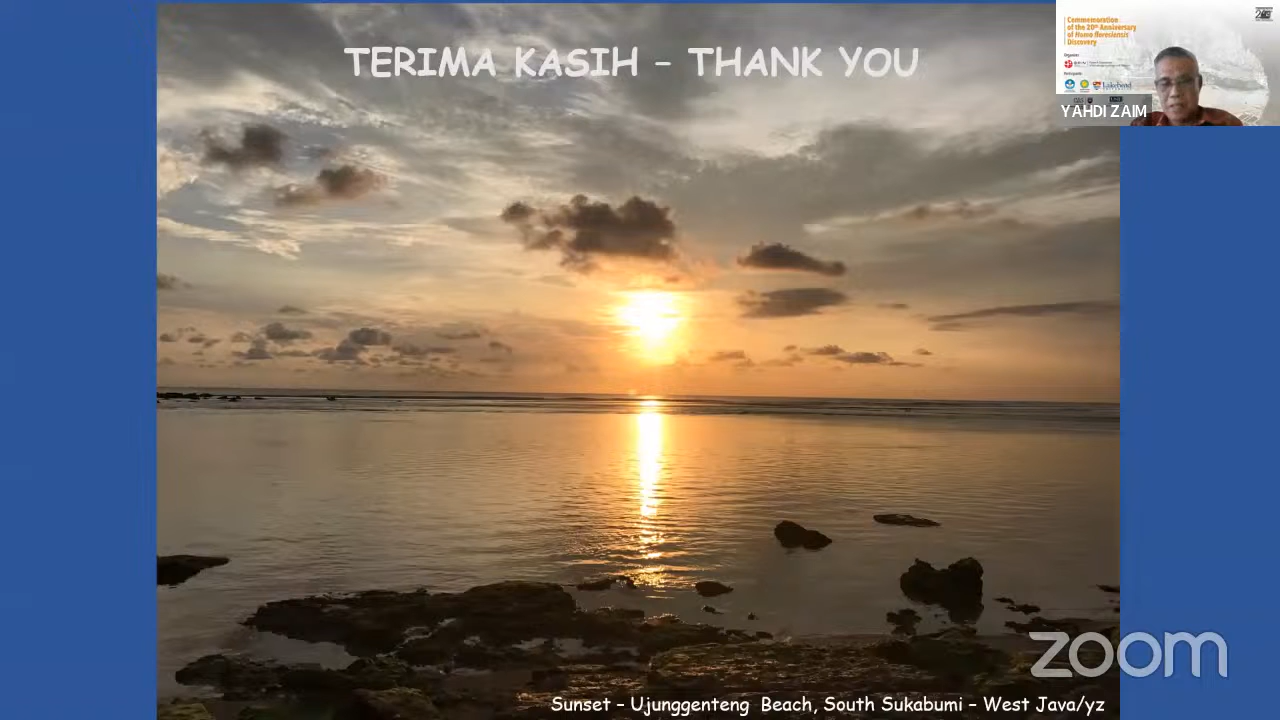 TERIMA KASIH – THANK YOU
Commemoration
of the 20th Anniversary
of Homo floresiensis
Discovery
YAHDI ZAIM
zoom
Sunset – Ujunggenteng Beach, South Sukabumi – West Java/yz